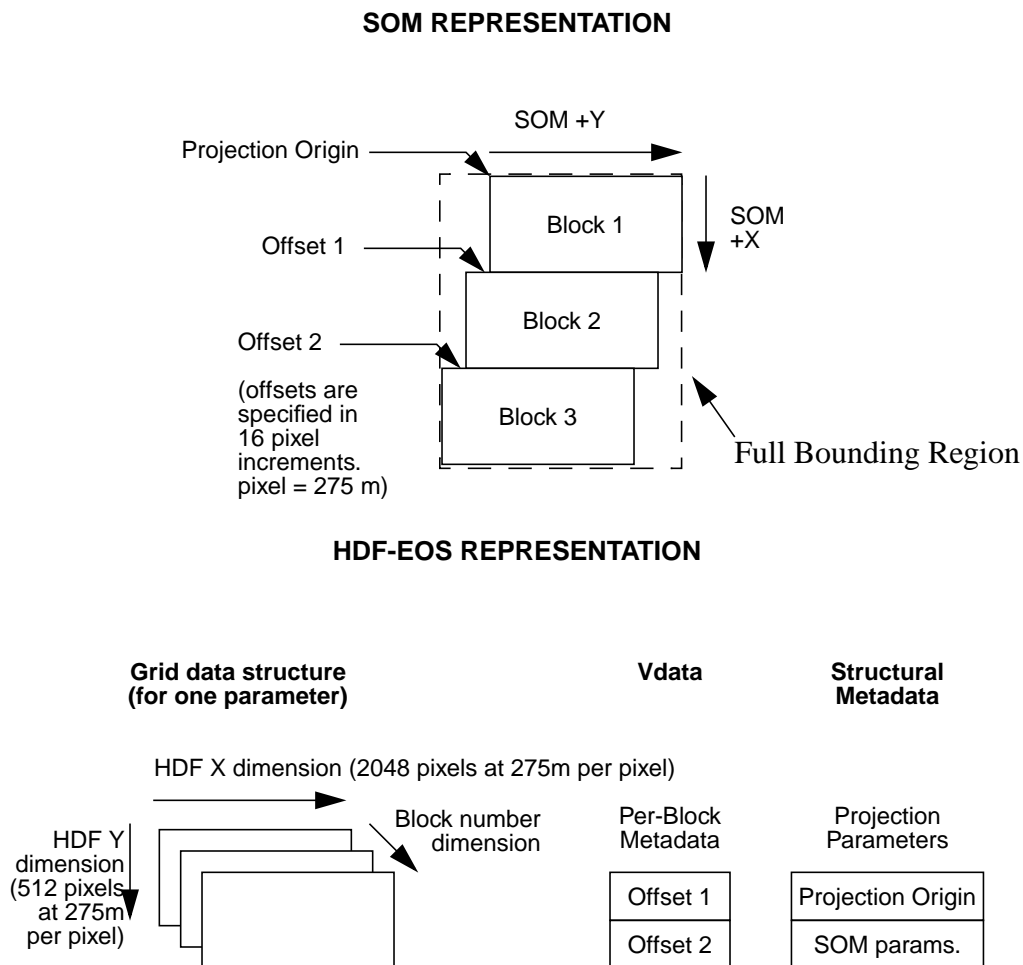 SOM REPRESENTATION
SOM +Y
Projection Origin
Block 1
SOM
+X
Offset 1
Block 2
Offset 2
(offsets are
specified in
16 pixel
increments.
pixel = 275 m)
Block 3
Full Bounding Region
HDF-EOS REPRESENTATION
Grid data structure
(for one parameter)
Vdata
Structural
Metadata
HDF X dimension (2048 pixels at 275m per pixel)
HDF Y
dimension
(512 pixels
at 275m
per pixel)
Block number
dimension
Per-Block
Metadata
Projection
Parameters
Offset 1
Offset 2
Projection Origin
SOM params.